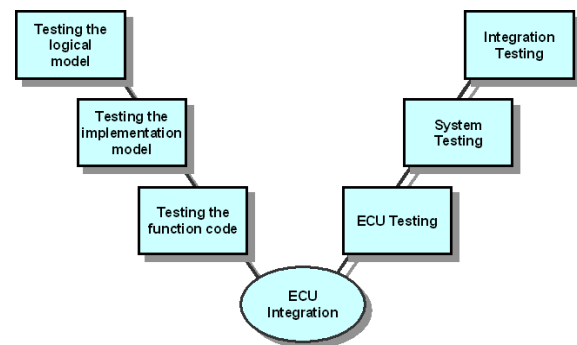 Testing the
logical
model
Testing the
implementation
model
Testing the
function code
ECU
Integration
ECU Testing
System
Testing
Integration
Testing